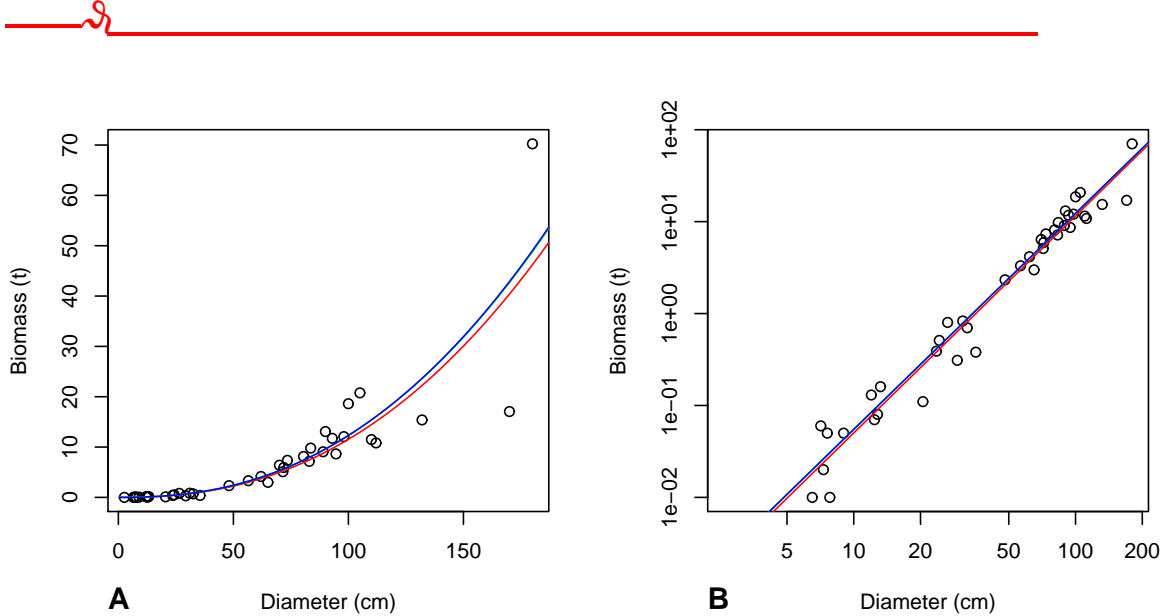 70
60
50
40
30
20
10
0
Biomass (t)
0 50 100 150
A Diameter (cm)
1e+02
1e+01
1e+00
1e−01
1e−02
Biomass (t)
5 10 20 50 100 200
B Diameter (cm)